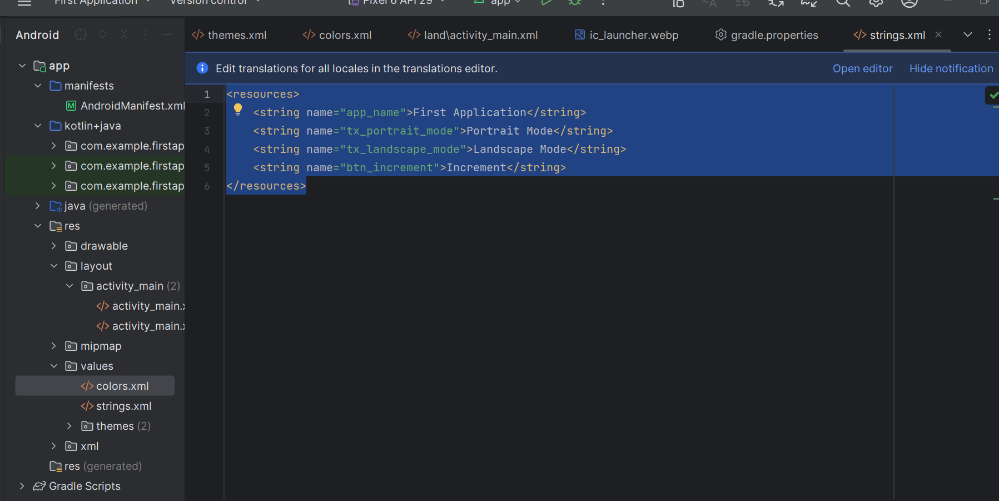 First Application
Version control
Pixel 6 API 29
app
Android
themes.xml
colors.xml
land\activity_main.xml
ic_launcher.webp
gradle.properties
strings.xml
Edit translations for all locales in the translations editor.
Open editor
Hide notification
app
manifests
M AndroidManifest.xml
kotlin+java
com.example.firstap
com.example.firstap
com.example.firstap
java (generated)
res
drawable
layout
activity_main (2)
activity_main.x
activity_main.x
mipmap
values
colors.xml
strings.xml
themes (2)
xml
res (generated)
Gradle Scripts
1 <resources>
2 <string name="app_name">First Application</string>
3 <string name="tx_portrait_mode">Portrait Mode</string>
4 <string name="tx_landscape_mode">Landscape Mode</string>
5 <string name="btn_increment">Increment</string>
6 </resources>